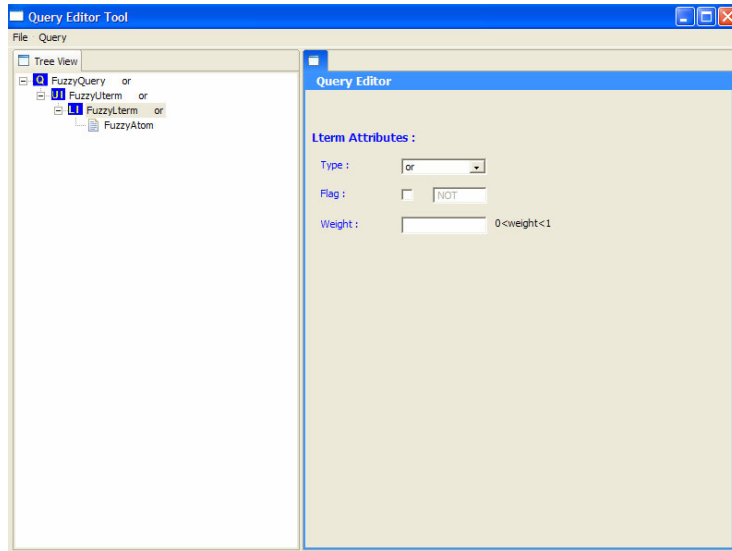 Query Editor Tool
File Query
Tree View
Q FuzzyQuery or
UI FuzzyUterm or
LI FuzzyLterm or
FuzzyAtom
Query Editor
Lterm Attributes :
Type : or
Flag : NOT
Weight : 0<weight<1